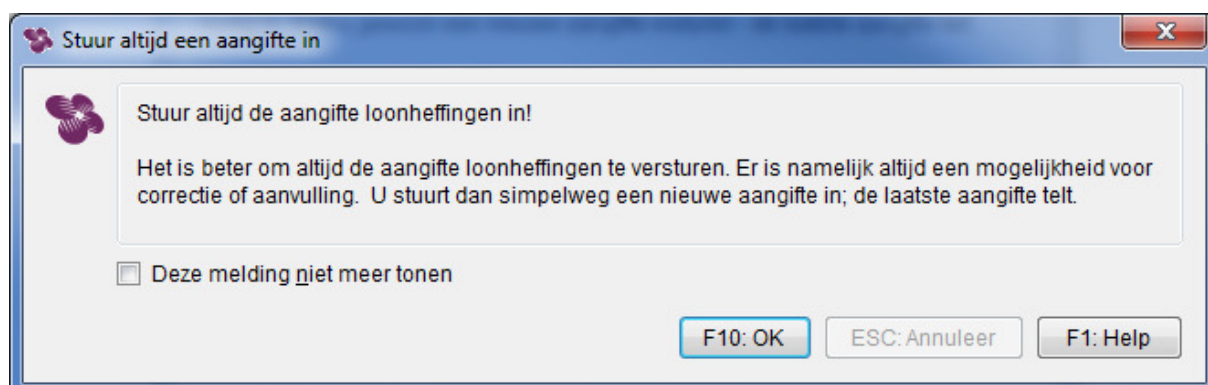 Stuur altijd een aangifte in
Stuur altijd de aangifte loonheffingen in!
Het is beter om altijd de aangifte loonheffingen te versturen. Er is namelijk altijd een mogelijkheid voor
correctie of aanvulling.  U stuurt dan simpelweg een nieuwe aangifte in; de laatste aangifte telt.
Deze melding niet meer tonen
F10: OK
ESC: Annuleer
F1: Help